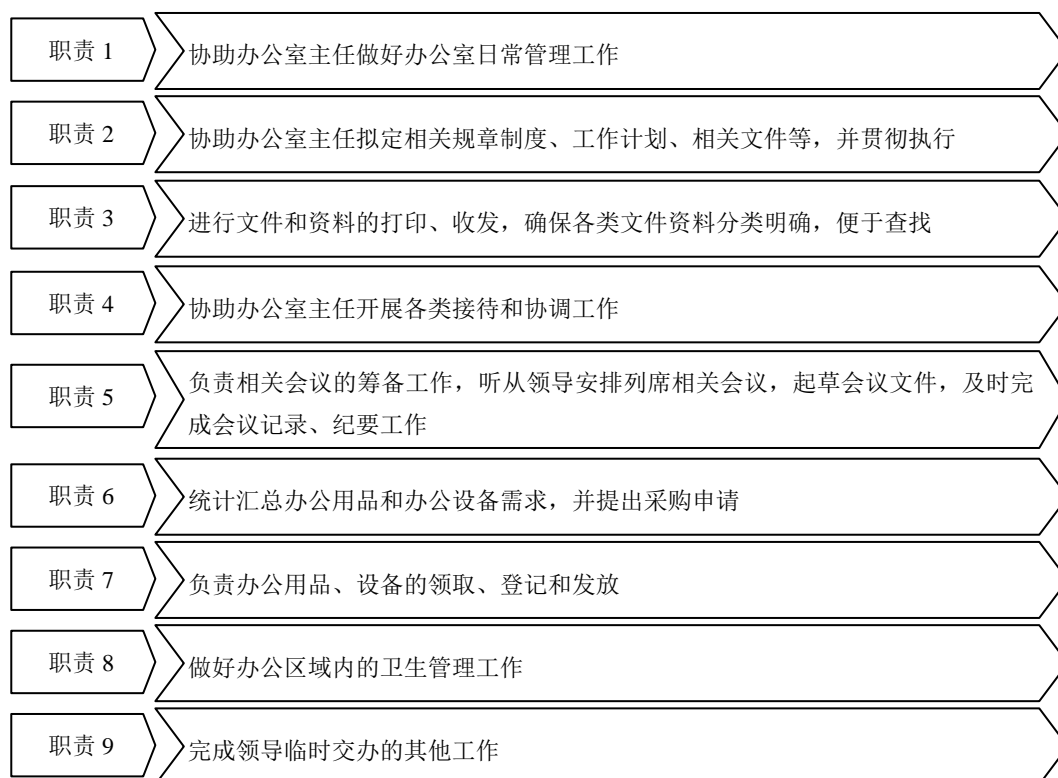 职责 1
协助办公室主任做好办公室日常管理工作
职责 2
协助办公室主任拟定相关规章制度、工作计划、相关文件等，并贯彻执行
职责 3
进行文件和资料的打印、收发，确保各类文件资料分类明确，便于查找
职责 4
协助办公室主任开展各类接待和协调工作
职责 5
负责相关会议的筹备工作，听从领导安排列席相关会议，起草会议文件，及时完
成会议记录、纪要工作
职责 6
统计汇总办公用品和办公设备需求，并提出采购申请
职责 7
负责办公用品、设备的领取、登记和发放
职责 8
做好办公区域内的卫生管理工作
职责 9
完成领导临时交办的其他工作